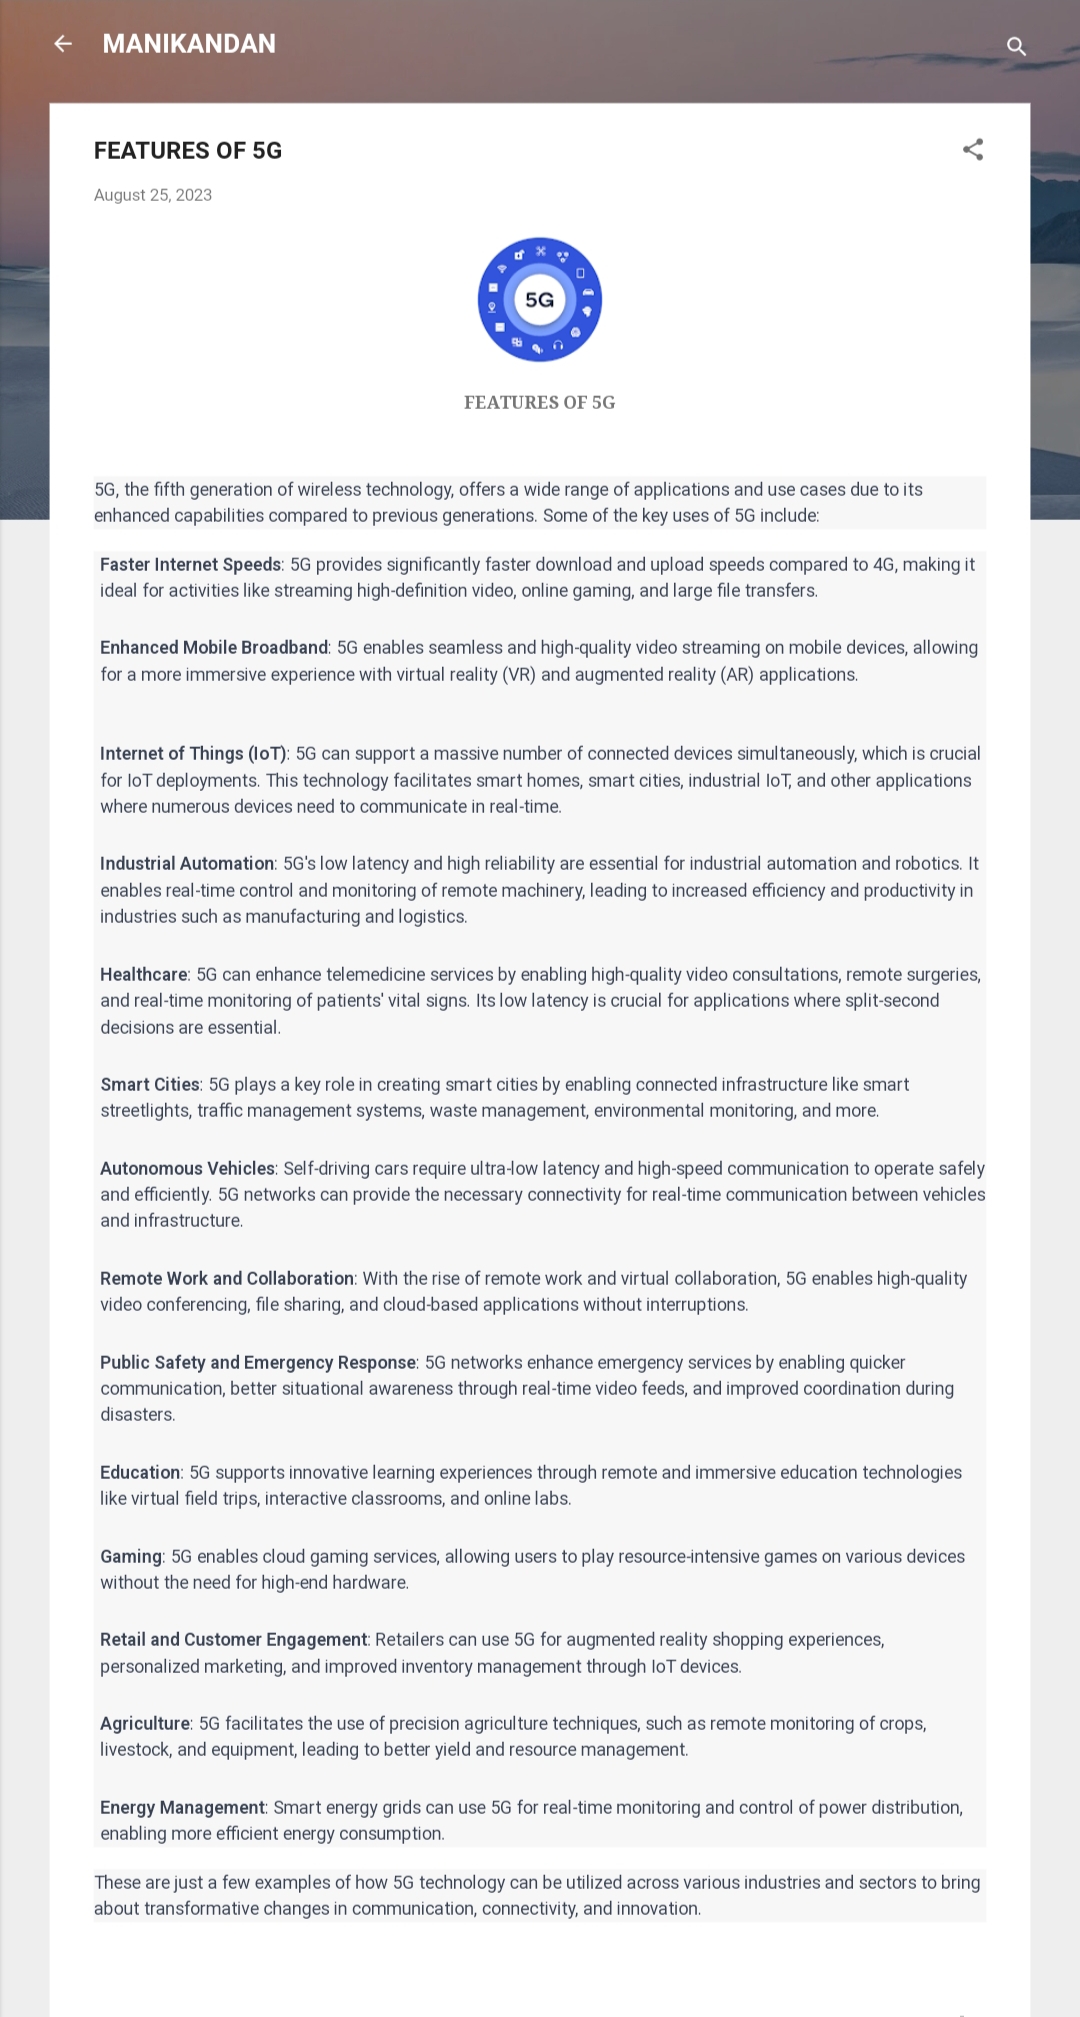 MANIKANDAN
FEATURES OF 5G
August 25, 2023
5G
FEATURES OF 5G
5G, the fifth generation of wireless technology, offers a wide range of applications and use cases due to its
enhanced capabilities compared to previous generations. Some of the key uses of 5G include:
Faster Internet Speeds: 5G provides significantly faster download and upload speeds compared to 4G, making it
ideal for activities like streaming high-definition video, online gaming, and large file transfers.
Enhanced Mobile Broadband: 5G enables seamless and high-quality video streaming on mobile devices, allowing
for a more immersive experience with virtual reality (VR) and augmented reality (AR) applications.
Internet of Things (IoT): 5G can support a massive number of connected devices simultaneously, which is crucial
for IoT deployments. This technology facilitates smart homes, smart cities, industrial IoT, and other applications
where numerous devices need to communicate in real-time.
Industrial Automation: 5G's low latency and high reliability are essential for industrial automation and robotics. It
enables real-time control and monitoring of remote machinery, leading to increased efficiency and productivity in
industries such as manufacturing and logistics.
Healthcare: 5G can enhance telemedicine services by enabling high-quality video consultations, remote surgeries,
and real-time monitoring of patients' vital signs. Its low latency is crucial for applications where split-second
decisions are essential.
Smart Cities: 5G plays a key role in creating smart cities by enabling connected infrastructure like smart
streetlights, traffic management systems, waste management, environmental monitoring, and more.
Autonomous Vehicles: Self-driving cars require ultra-low latency and high-speed communication to operate safely
and efficiently. 5G networks can provide the necessary connectivity for real-time communication between vehicles
and infrastructure.
Remote Work and Collaboration: With the rise of remote work and virtual collaboration, 5G enables high-quality
video conferencing, file sharing, and cloud-based applications without interruptions.
Public Safety and Emergency Response: 5G networks enhance emergency services by enabling quicker
communication, better situational awareness through real-time video feeds, and improved coordination during
disasters.
Education: 5G supports innovative learning experiences through remote and immersive education technologies
like virtual field trips, interactive classrooms, and online labs.
Gaming: 5G enables cloud gaming services, allowing users to play resource-intensive games on various devices
without the need for high-end hardware.
Retail and Customer Engagement: Retailers can use 5G for augmented reality shopping experiences,
personalized marketing, and improved inventory management through IoT devices.
Agriculture: 5G facilitates the use of precision agriculture techniques, such as remote monitoring of crops,
livestock, and equipment, leading to better yield and resource management.
Energy Management: Smart energy grids can use 5G for real-time monitoring and control of power distribution,
enabling more efficient energy consumption.
These are just a few examples of how 5G technology can be utilized across various industries and sectors to bring
about transformative changes in communication, connectivity, and innovation.